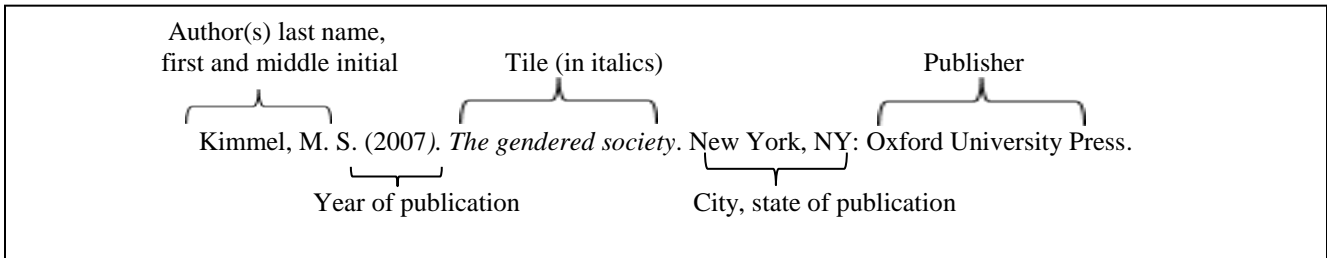 Author(s) last name,
first and middle initial
Tile (in italics)
Publisher
Kimmel, M. S. (2007). The gendered society. New York, NY: Oxford University Press.
Year of publication
City, state of publication